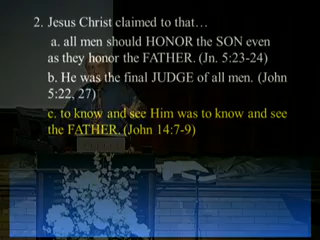 2. Jesus Christ claimed to that…
a. all men should HONOR the SON even
as they honor the FATHER. (Jn. 5:23-24)
b. He was the final JUDGE of all men. (John
5:22, 27)
c. to know and see Him was to know and see
the FATHER. (John 14:7-9)